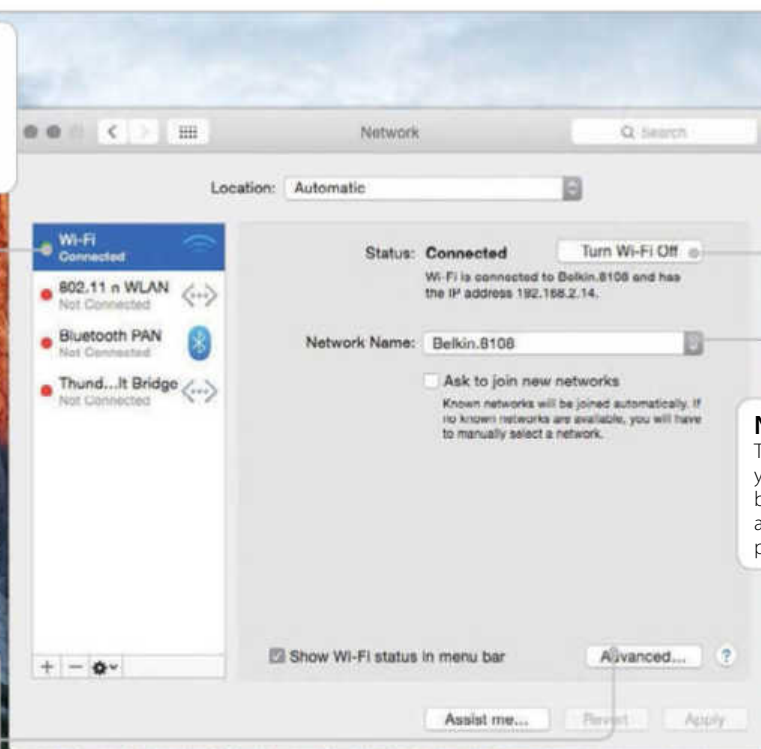 Network
Search
Location: Automatic
Wi-Fi
Connected
802.11 n WLAN
Not Connected
Bluetooth PAN
Not Connected
Thund...lt Bridge
Not Connected
Status: Connected
Turn Wi-Fi Off
Wi-Fi is connected to Belkin.8108 and has
the IP address 192.168.2.14.
Network Name: Belkin.8108
Ask to join new networks
Known networks will be joined automatically. If
no known networks are available, you will have
to manually select a network.
Show Wi-Fi status in menu bar
Advanced...
?
Assist me...
Revert
Apply